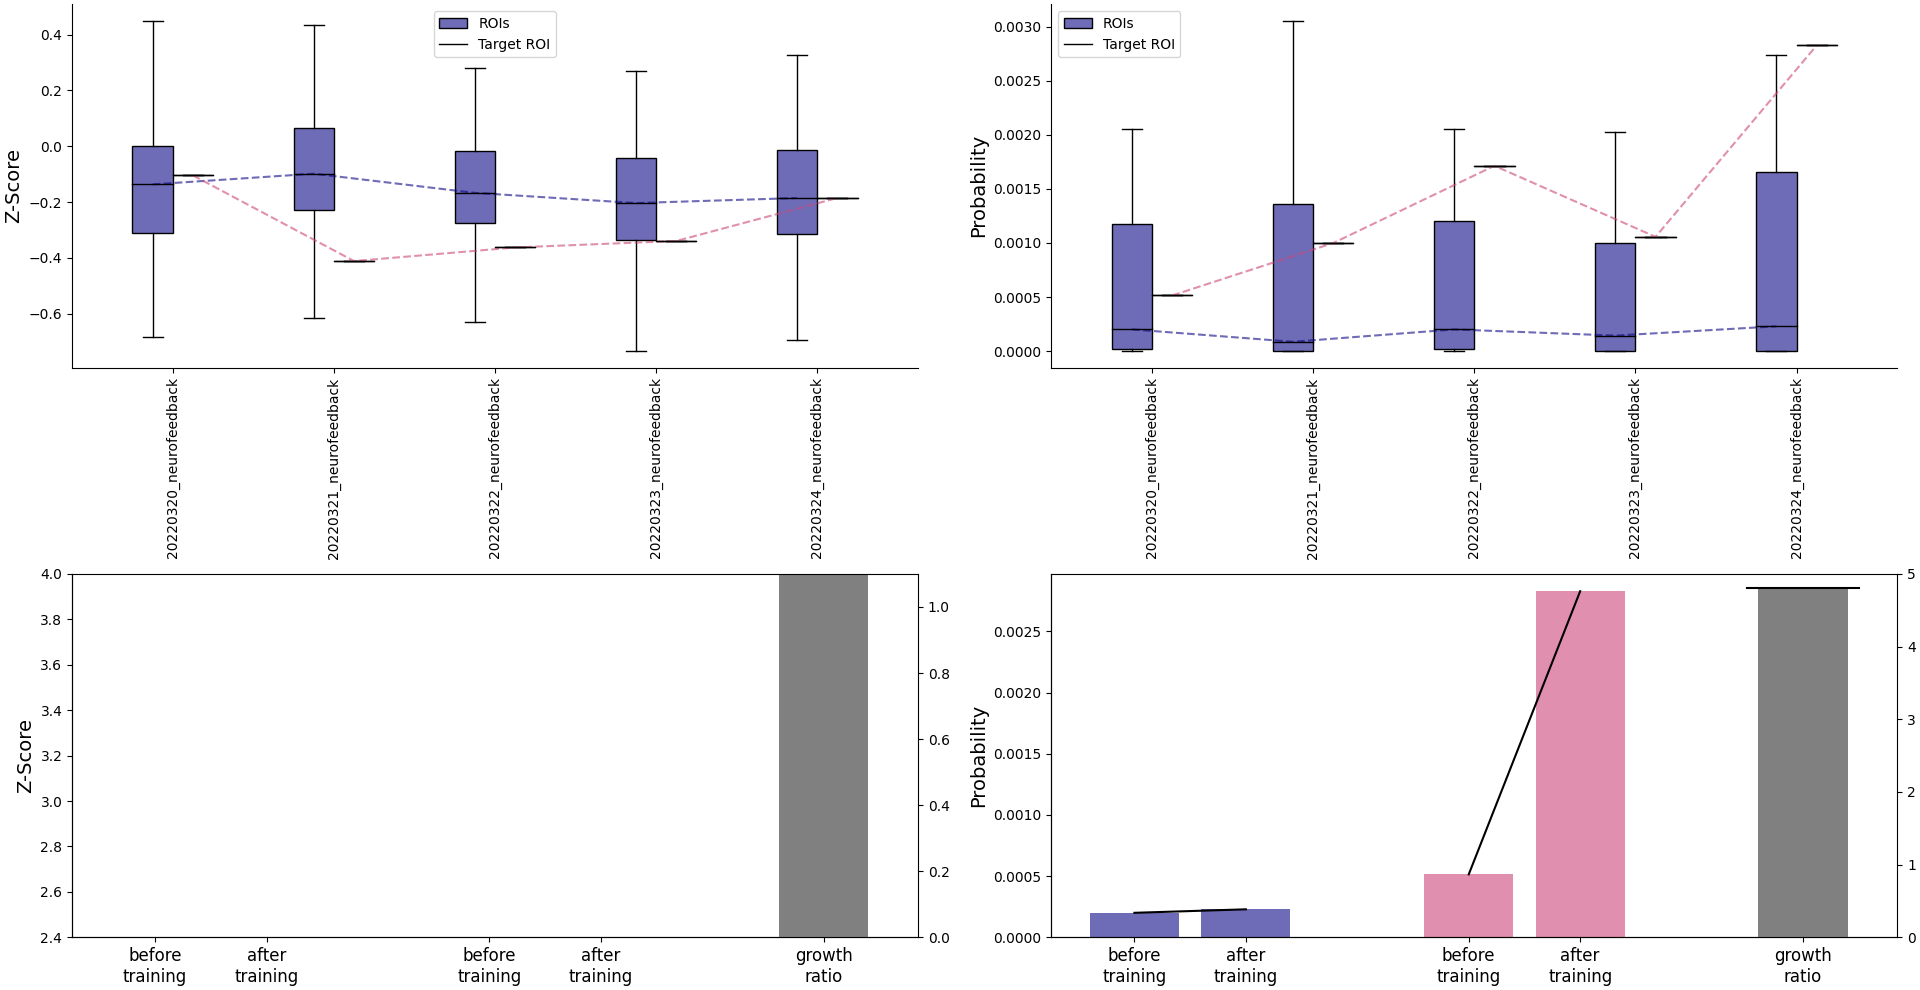 ROIs
Target ROI
Z-Score
0.4
0.2
0.0
−0.2
−0.4
−0.6
20220320_neurofeedback
20220321_neurofeedback
20220322_neurofeedback
20220323_neurofeedback
20220324_neurofeedback
ROIs
Target ROI
Probability
0.0030
0.0025
0.0020
0.0015
0.0010
0.0005
0.0000
20220320_neurofeedback
20220321_neurofeedback
20220322_neurofeedback
20220323_neurofeedback
20220324_neurofeedback
Z-Score
4.0
3.8
3.6
3.4
3.2
3.0
2.8
2.6
2.4
1.0
0.8
0.6
0.4
0.2
0.0
before
training
after
training
before
training
after
training
growth
ratio
Probability
0.0025
0.0020
0.0015
0.0010
0.0005
0.0000
5
4
3
2
1
0
before
training
after
training
before
training
after
training
growth
ratio